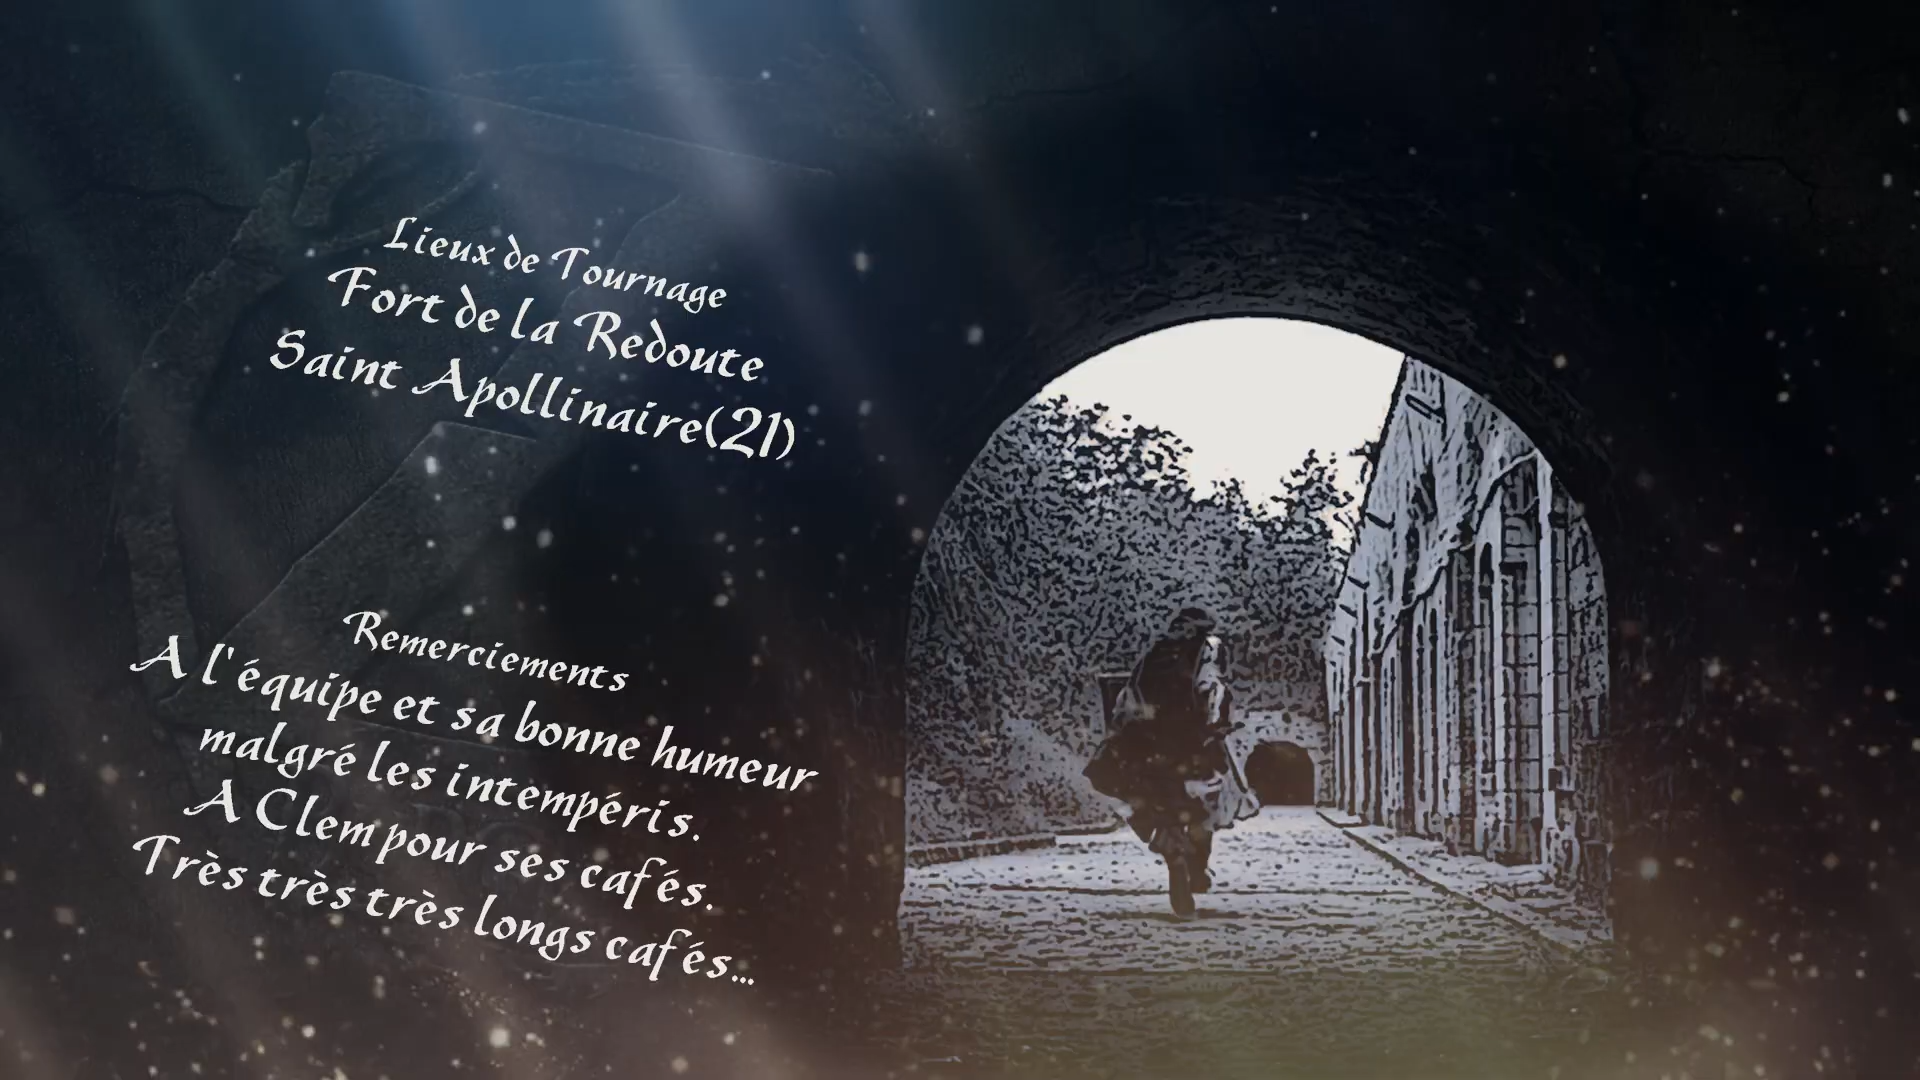 Lieux de Tournage
Fort de la Redoute
Saint Apollinaire(21)
Remerciements
A l'équipe et sa bonne humeur
malgré les intempéris.
A Clem pour ses cafés.
Très très très longs cafés...